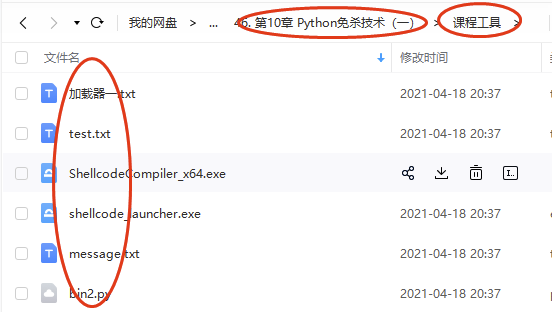 我的网盘 > ... 46. 第10章 Python免杀技术（一） > 课程工具 >
文件名 修改时间
加载器一.txt 2021-04-18 20:37
test.txt 2021-04-18 20:37
ShellcodeCompiler_x64.exe
shellcode_launcher.exe 2021-04-18 20:37
message.txt 2021-04-18 20:37
bin2.py 2021-04-18 20:37